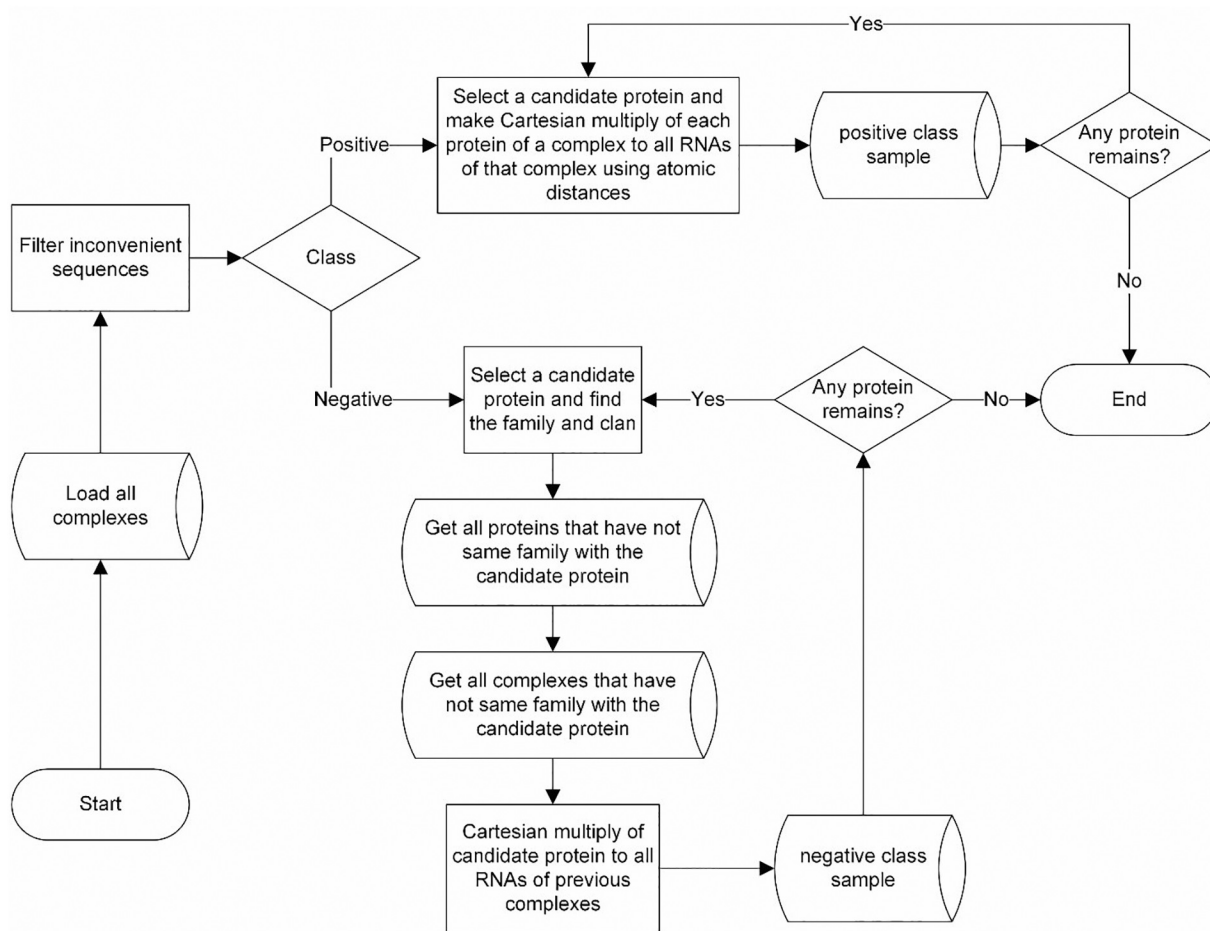 Yes
Select a candidate protein and
make Cartesian multiply of each
protein of a complex to all RNAs
of that complex using atomic
distances
positive class
sample
Any protein
remains?
Positive
Filter inconvenient
sequences
Class
No
Negative
Select a candidate
protein and find
the family and clan
Yes
Any protein
remains?
No
End
Load all
complexes
Get all proteins that have not
same family with the
candidate protein
Get all complexes that have
not same family with the
candidate protein
Start
Cartesian multiply of
candidate protein to all
RNAs of previous
complexes
negative class
sample